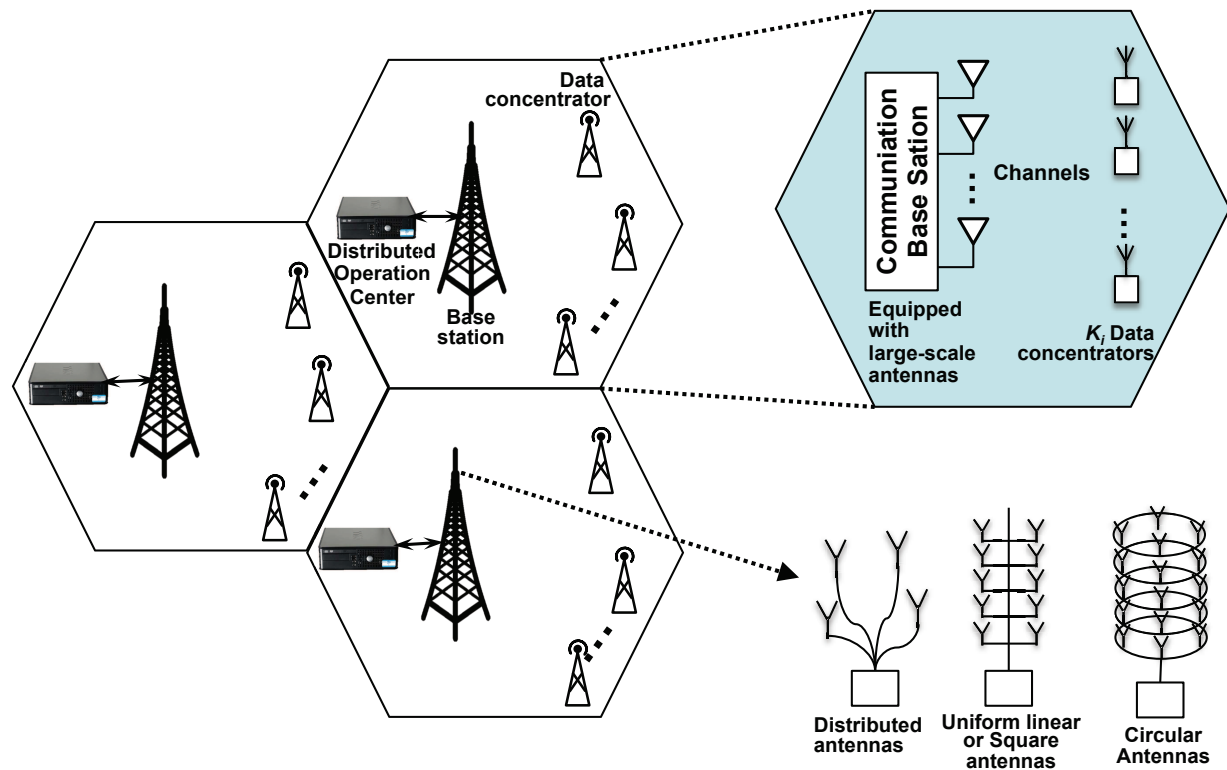 Data
concentrator
Distributed
Operation
Center
Base
station
Communiation
Base Sation
Channels
Equipped
with
large-scale
antennas
Ki Data
concentrators
Distributed
antennas
Uniform linear
or Square
antennas
Circular
Antennas